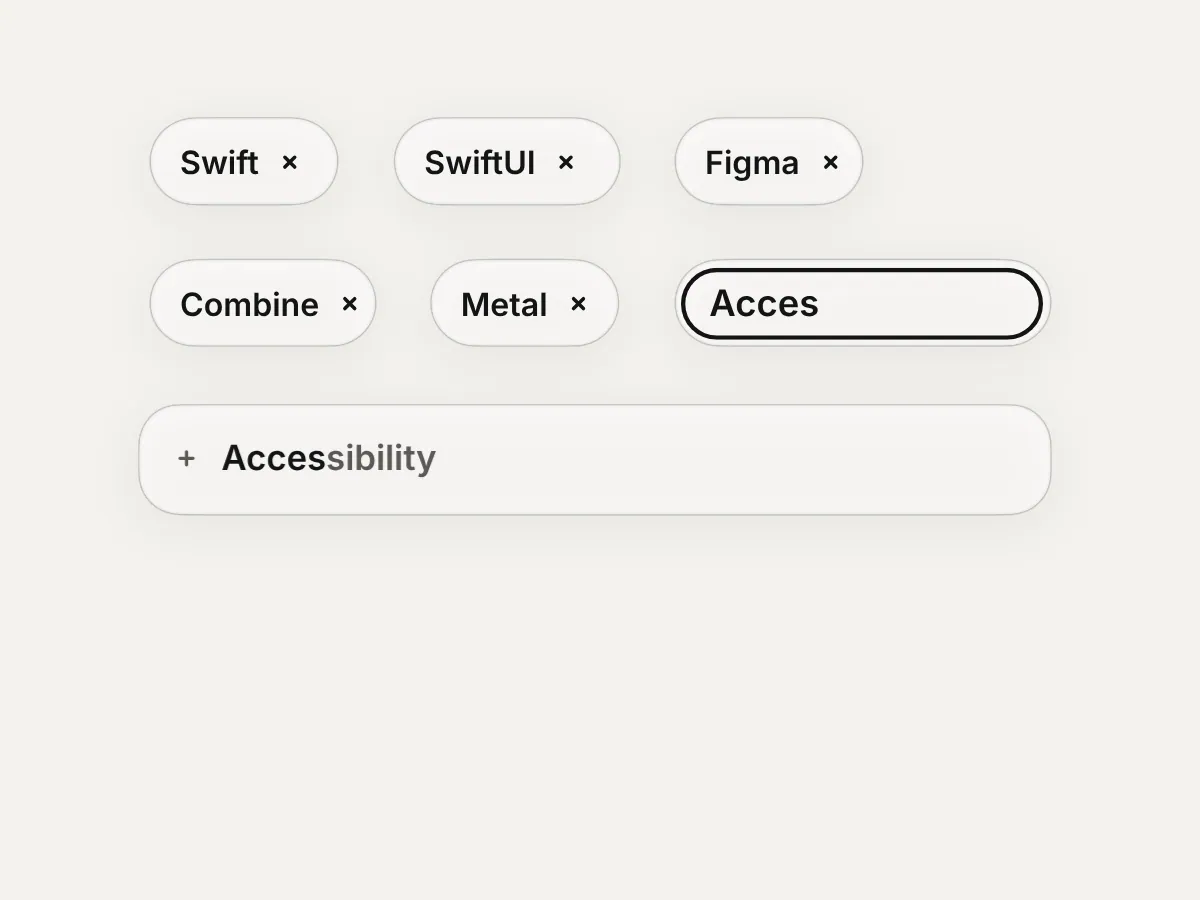 Swift × SwiftUI × Figma ×
Combine × Metal × Acces
+ Accessibility